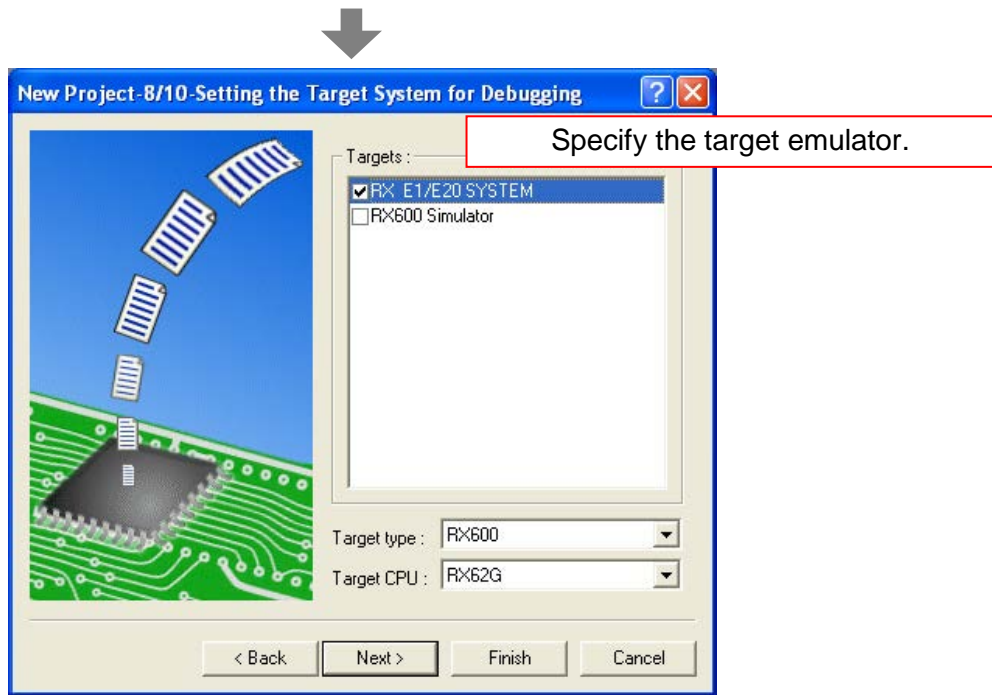 New Project-8/10-Setting the Target System for Debugging
Specify the target emulator.
Targets :
RX E1/E20 SYSTEM
RX600 Simulator
Target type : RX600
Target CPU : RX62G
< Back Next > Finish Cancel